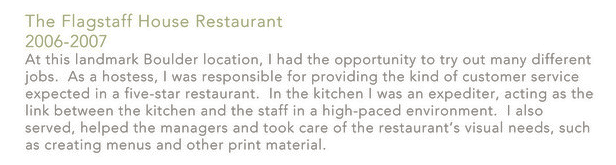 The Flagstaff House Restaurant
2006-2007
At this landmark Boulder location, I had the opportunity to try out many different
jobs.  As a hostess, I was responsible for providing the kind of customer service
expected in a five-star restaurant.  In the kitchen I was an expediter, acting as the
link between the kitchen and the staff in a high-paced environment.  I also
served, helped the managers and took care of the restaurant's visual needs, such
as creating menus and other print material.